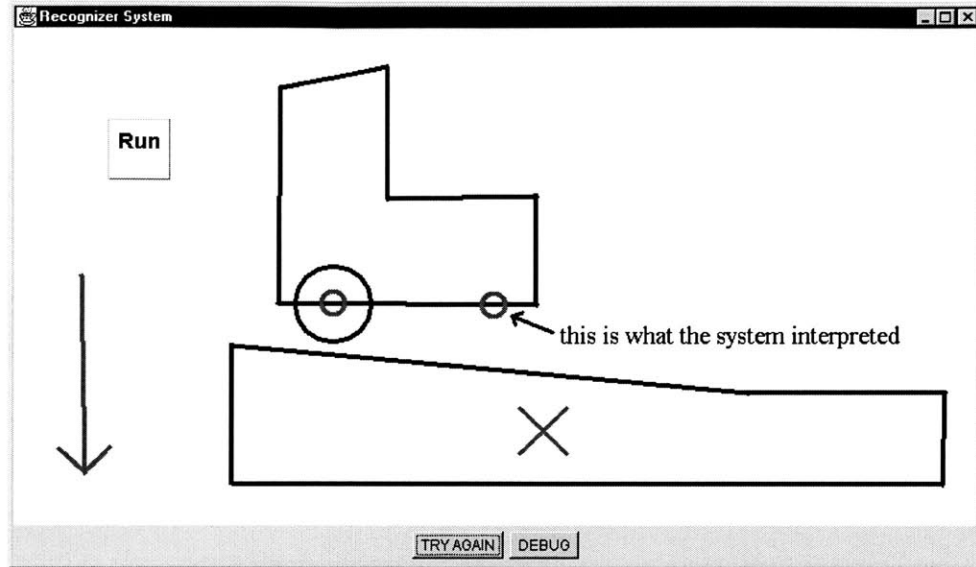 Recognizer System
Run
this is what the system interpreted
TRY AGAIN
DEBUG